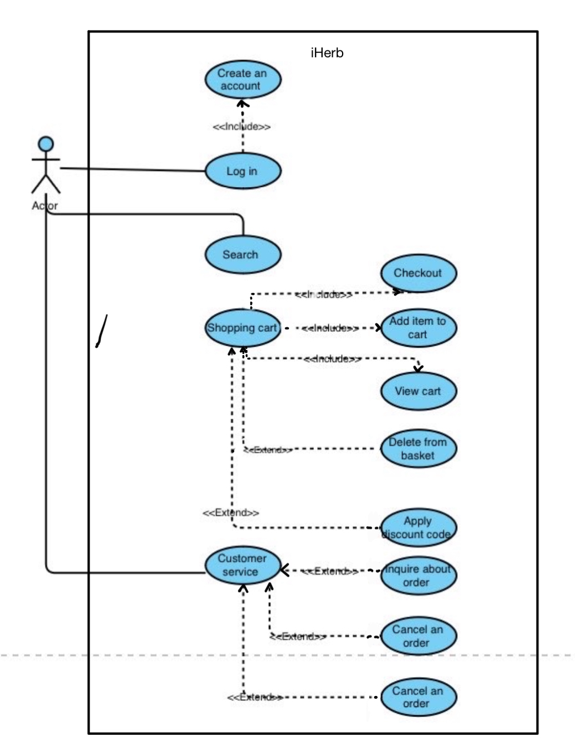 iHerb
Create an
account
<<Include>>
Log in
Actor
Search
Checkout
<<Include>>
Shopping cart
<<Include>>
Add item to
cart
<<Include>>
View cart
Delete from
basket
<<Extend>>
<<Extend>>
Apply
discount code
Customer
service
<<Extend>>
Inquire about
order
<<Extend>>
Cancel an
order
<<Extend>>
Cancel an
order